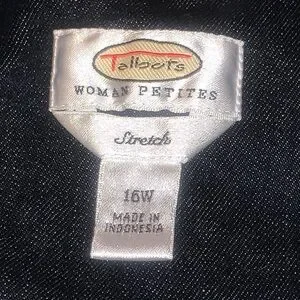 Talbots
WOMAN PETITES
Stretch
16W
MADE IN
INDONESIA